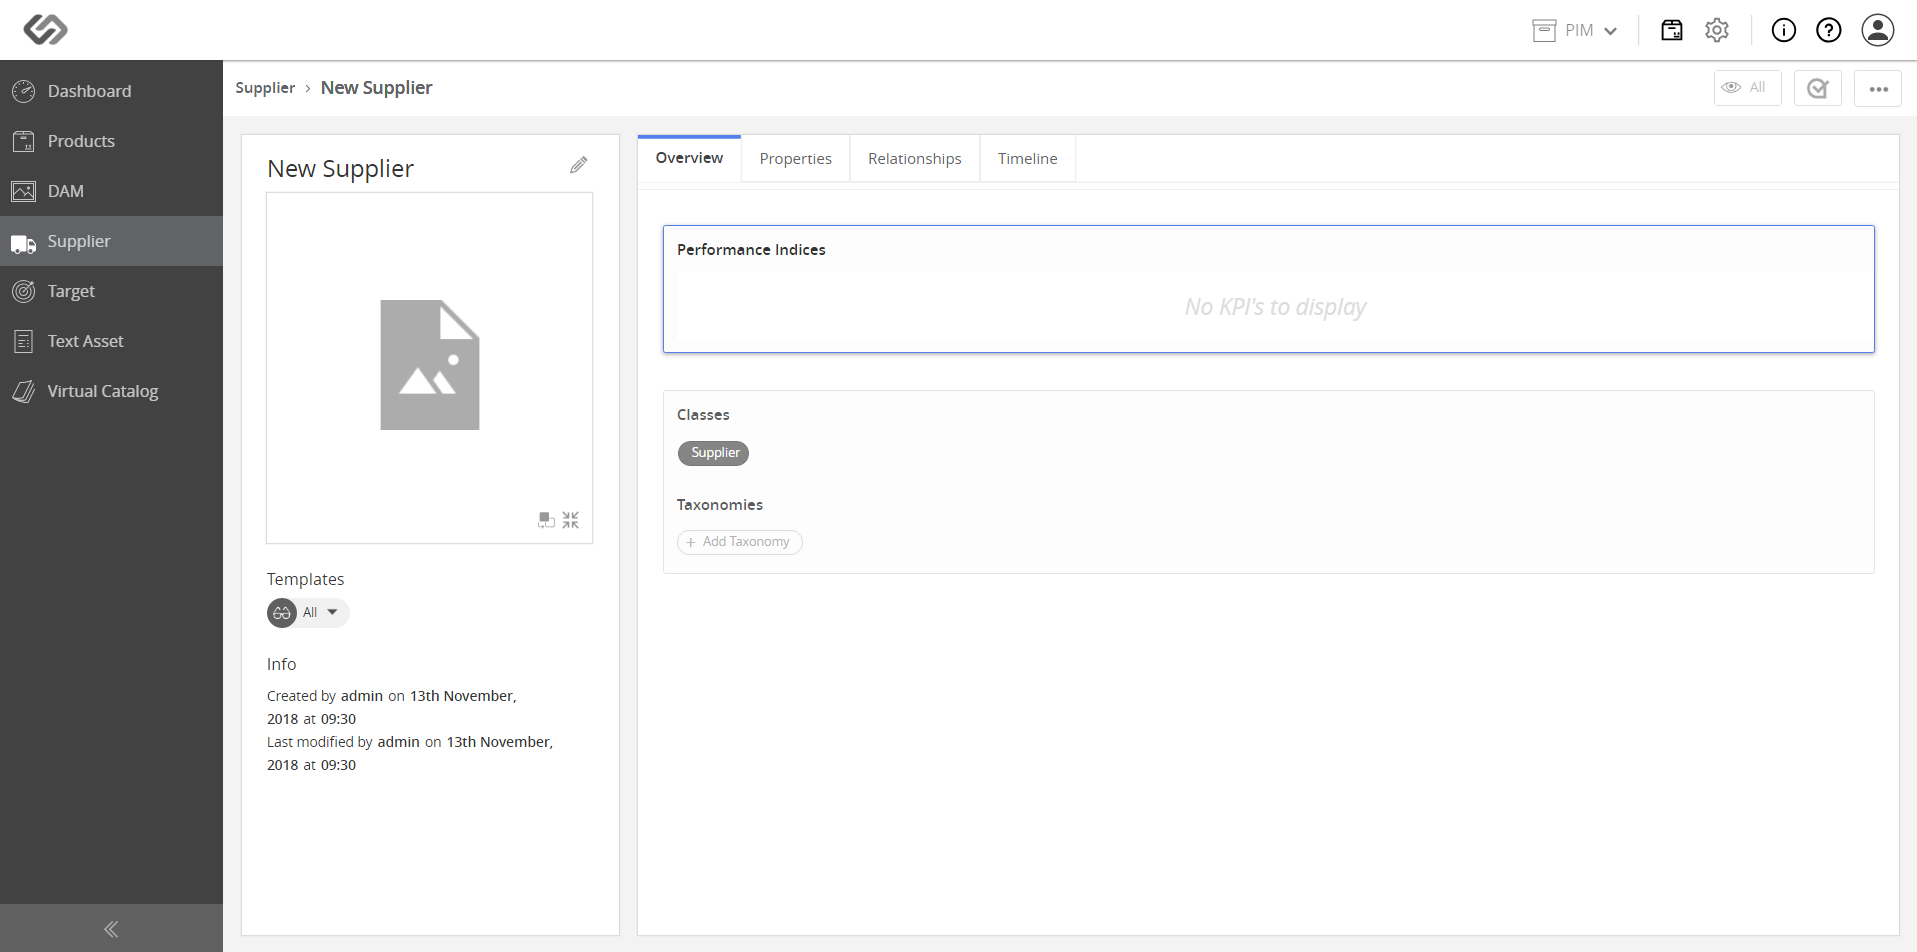 PIM
Dashboard
Products
DAM
Supplier
Target
Text Asset
Virtual Catalog
Supplier › New Supplier
All
New Supplier
Templates
All
Info
Created by admin on 13th November,
2018 at 09:30
Last modified by admin on 13th November,
2018 at 09:30
Overview
Properties
Relationships
Timeline
Performance Indices
No KPI's to display
Classes
Supplier
Taxonomies
+ Add Taxonomy